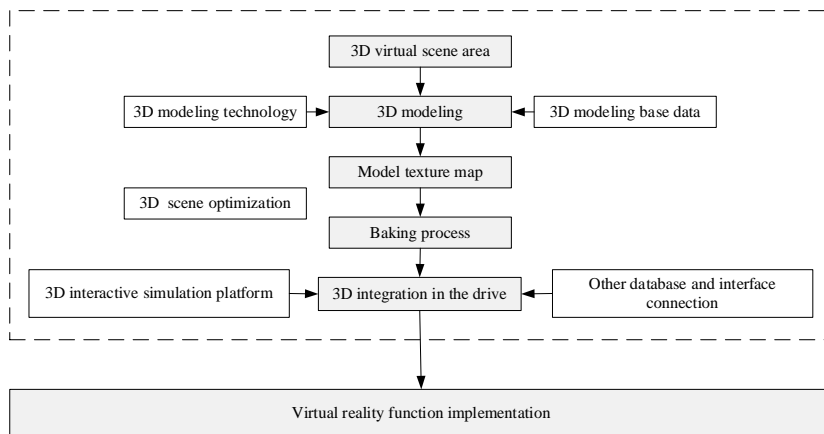 3D virtual scene area
3D modeling technology
3D modeling
3D modeling base data
Model texture map
3D scene optimization
Baking process
3D interactive simulation platform
3D integration in the drive
Other database and interface
connection
Virtual reality function implementation